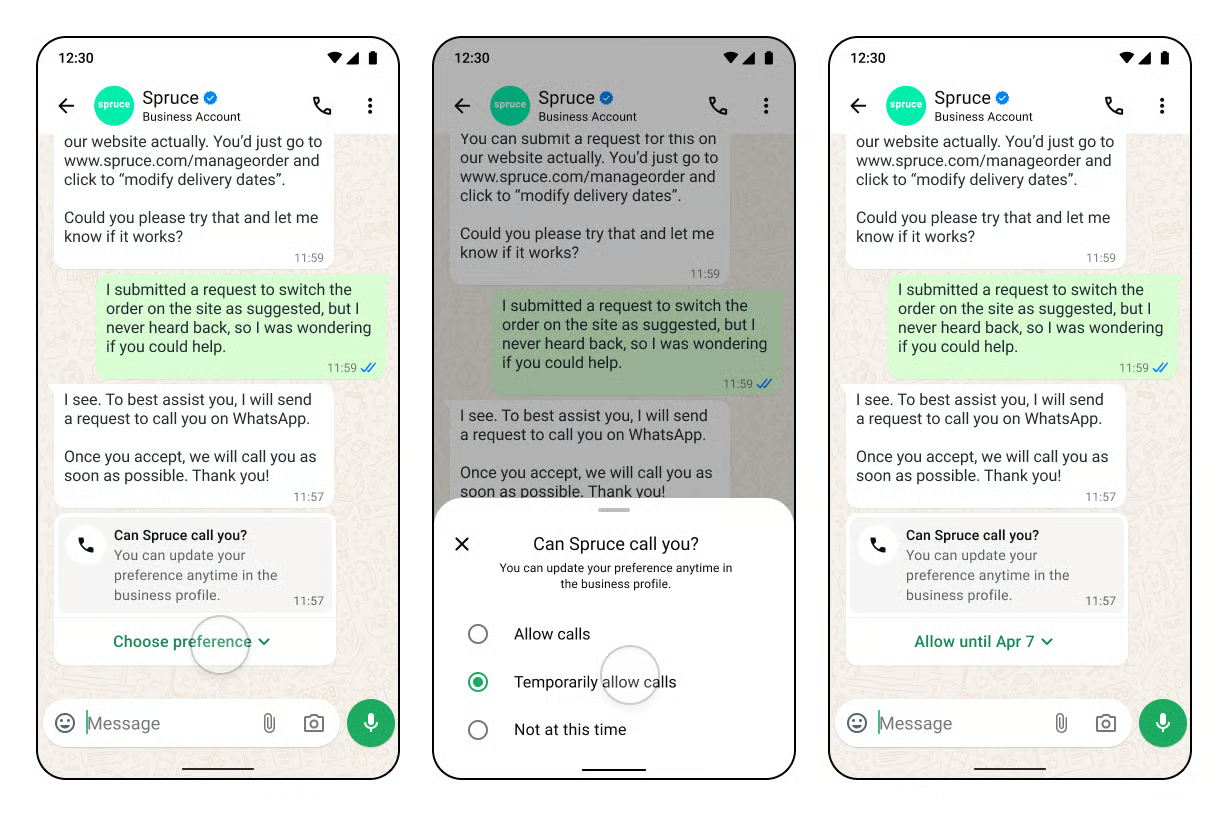 12:30
spruce
Spruce
Business Account
our website actually. You’d just go to
www.spruce.com/manageorder and
click to “modify delivery dates”.
Could you please try that and let me
know if it works?
11:59
I submitted a request to switch the
order on the site as suggested, but I
never heard back, so I was wondering
if you could help.
11:59
I see. To best assist you, I will send
a request to call you on WhatsApp.
Once you accept, we will call you as
soon as possible. Thank you!
11:57
Can Spruce call you?
You can update your
preference anytime in the
business profile.
11:57
Choose preference
Message
12:30
spruce
Spruce
Business Account
You can submit a request for this on
our website actually. You’d just go to
www.spruce.com/manageorder and
click to “modify delivery dates”.
Could you please try that and let me
know if it works?
11:59
I submitted a request to switch the
order on the site as suggested, but I
never heard back, so I was wondering
if you could help.
11:59
I see. To best assist you, I will send
a request to call you on WhatsApp.
Once you accept, we will call you as
soon as possible. Thank you!
Can Spruce call you?
You can update your preference anytime in
the business profile.
Allow calls
Temporarily allow calls
Not at this time
12:30
spruce
Spruce
Business Account
our website actually. You’d just go to
www.spruce.com/manageorder and
click to “modify delivery dates”.
Could you please try that and let me
know if it works?
11:59
I submitted a request to switch the
order on the site as suggested, but I
never heard back, so I was wondering
if you could help.
11:59
I see. To best assist you, I will send
a request to call you on WhatsApp.
Once you accept, we will call you as
soon as possible. Thank you!
11:57
Can Spruce call you?
You can update your
preference anytime in the
business profile.
11:57
Allow until Apr 7
Message